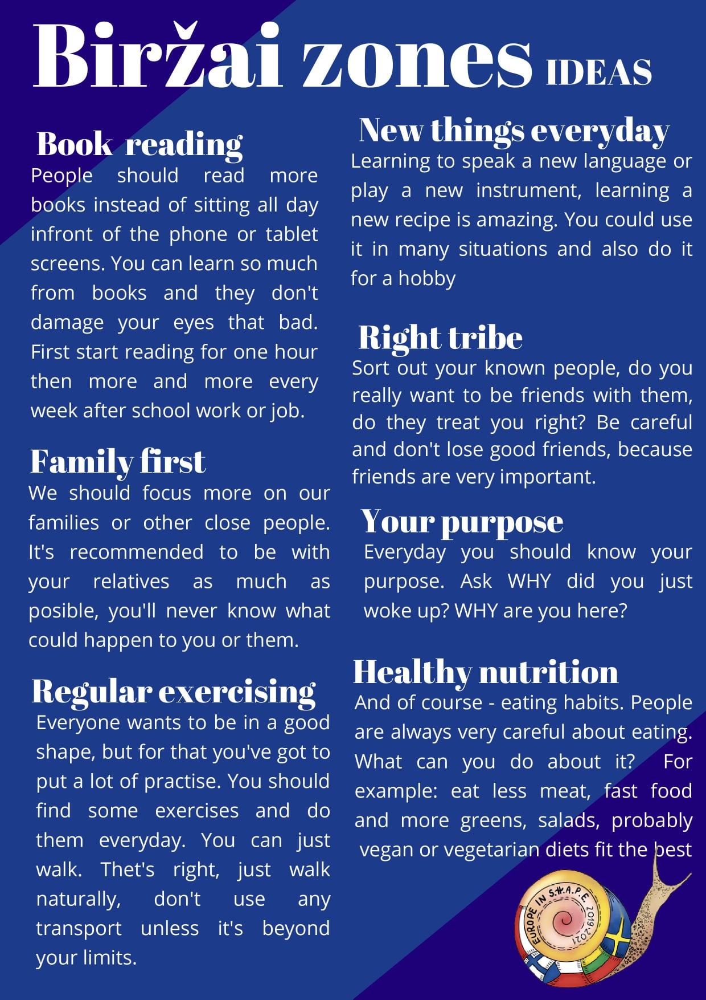 Biržai zones IDEAS
Book reading
People should read more
books instead of sitting all day
infront of the phone or tablet
screens. You can learn so much
from books and they don't
damage your eyes that bad.
First start reading for one hour
then more and more every
week after school work or job.
Family first
We should focus more on our
families or other close people.
It's recommended to be with
your relatives as much as
posible, you'll never know what
could happen to you or them.
Regular exercising
Everyone wants to be in a good
shape, but for that you've got to
put a lot of practise. You should
find some exercises and do
them everyday. You can just
walk. Thet's right, just walk
naturally, don't use any
transport unless it's beyond
your limits.
New things everyday
Learning to speak a new language or
play a new instrument, learning a
new recipe is amazing. You could use
it in many situations and also do it
for a hobby
Right tribe
Sort out your known people, do you
really want to be friends with them,
do they treat you right? Be careful
and don't lose good friends, because
friends are very important.
Your purpose
Everyday you should know your
purpose. Ask WHY did you just
woke up? WHY are you here?
Healthy nutrition
And of course - eating habits. People
are always very careful about eating.
What can you do about it? For
example: eat less meat, fast food
and more greens, salads, probably
vegan or vegetarian diets fit the best
EUROPE IN S.H.A.P.E. 2019-2021